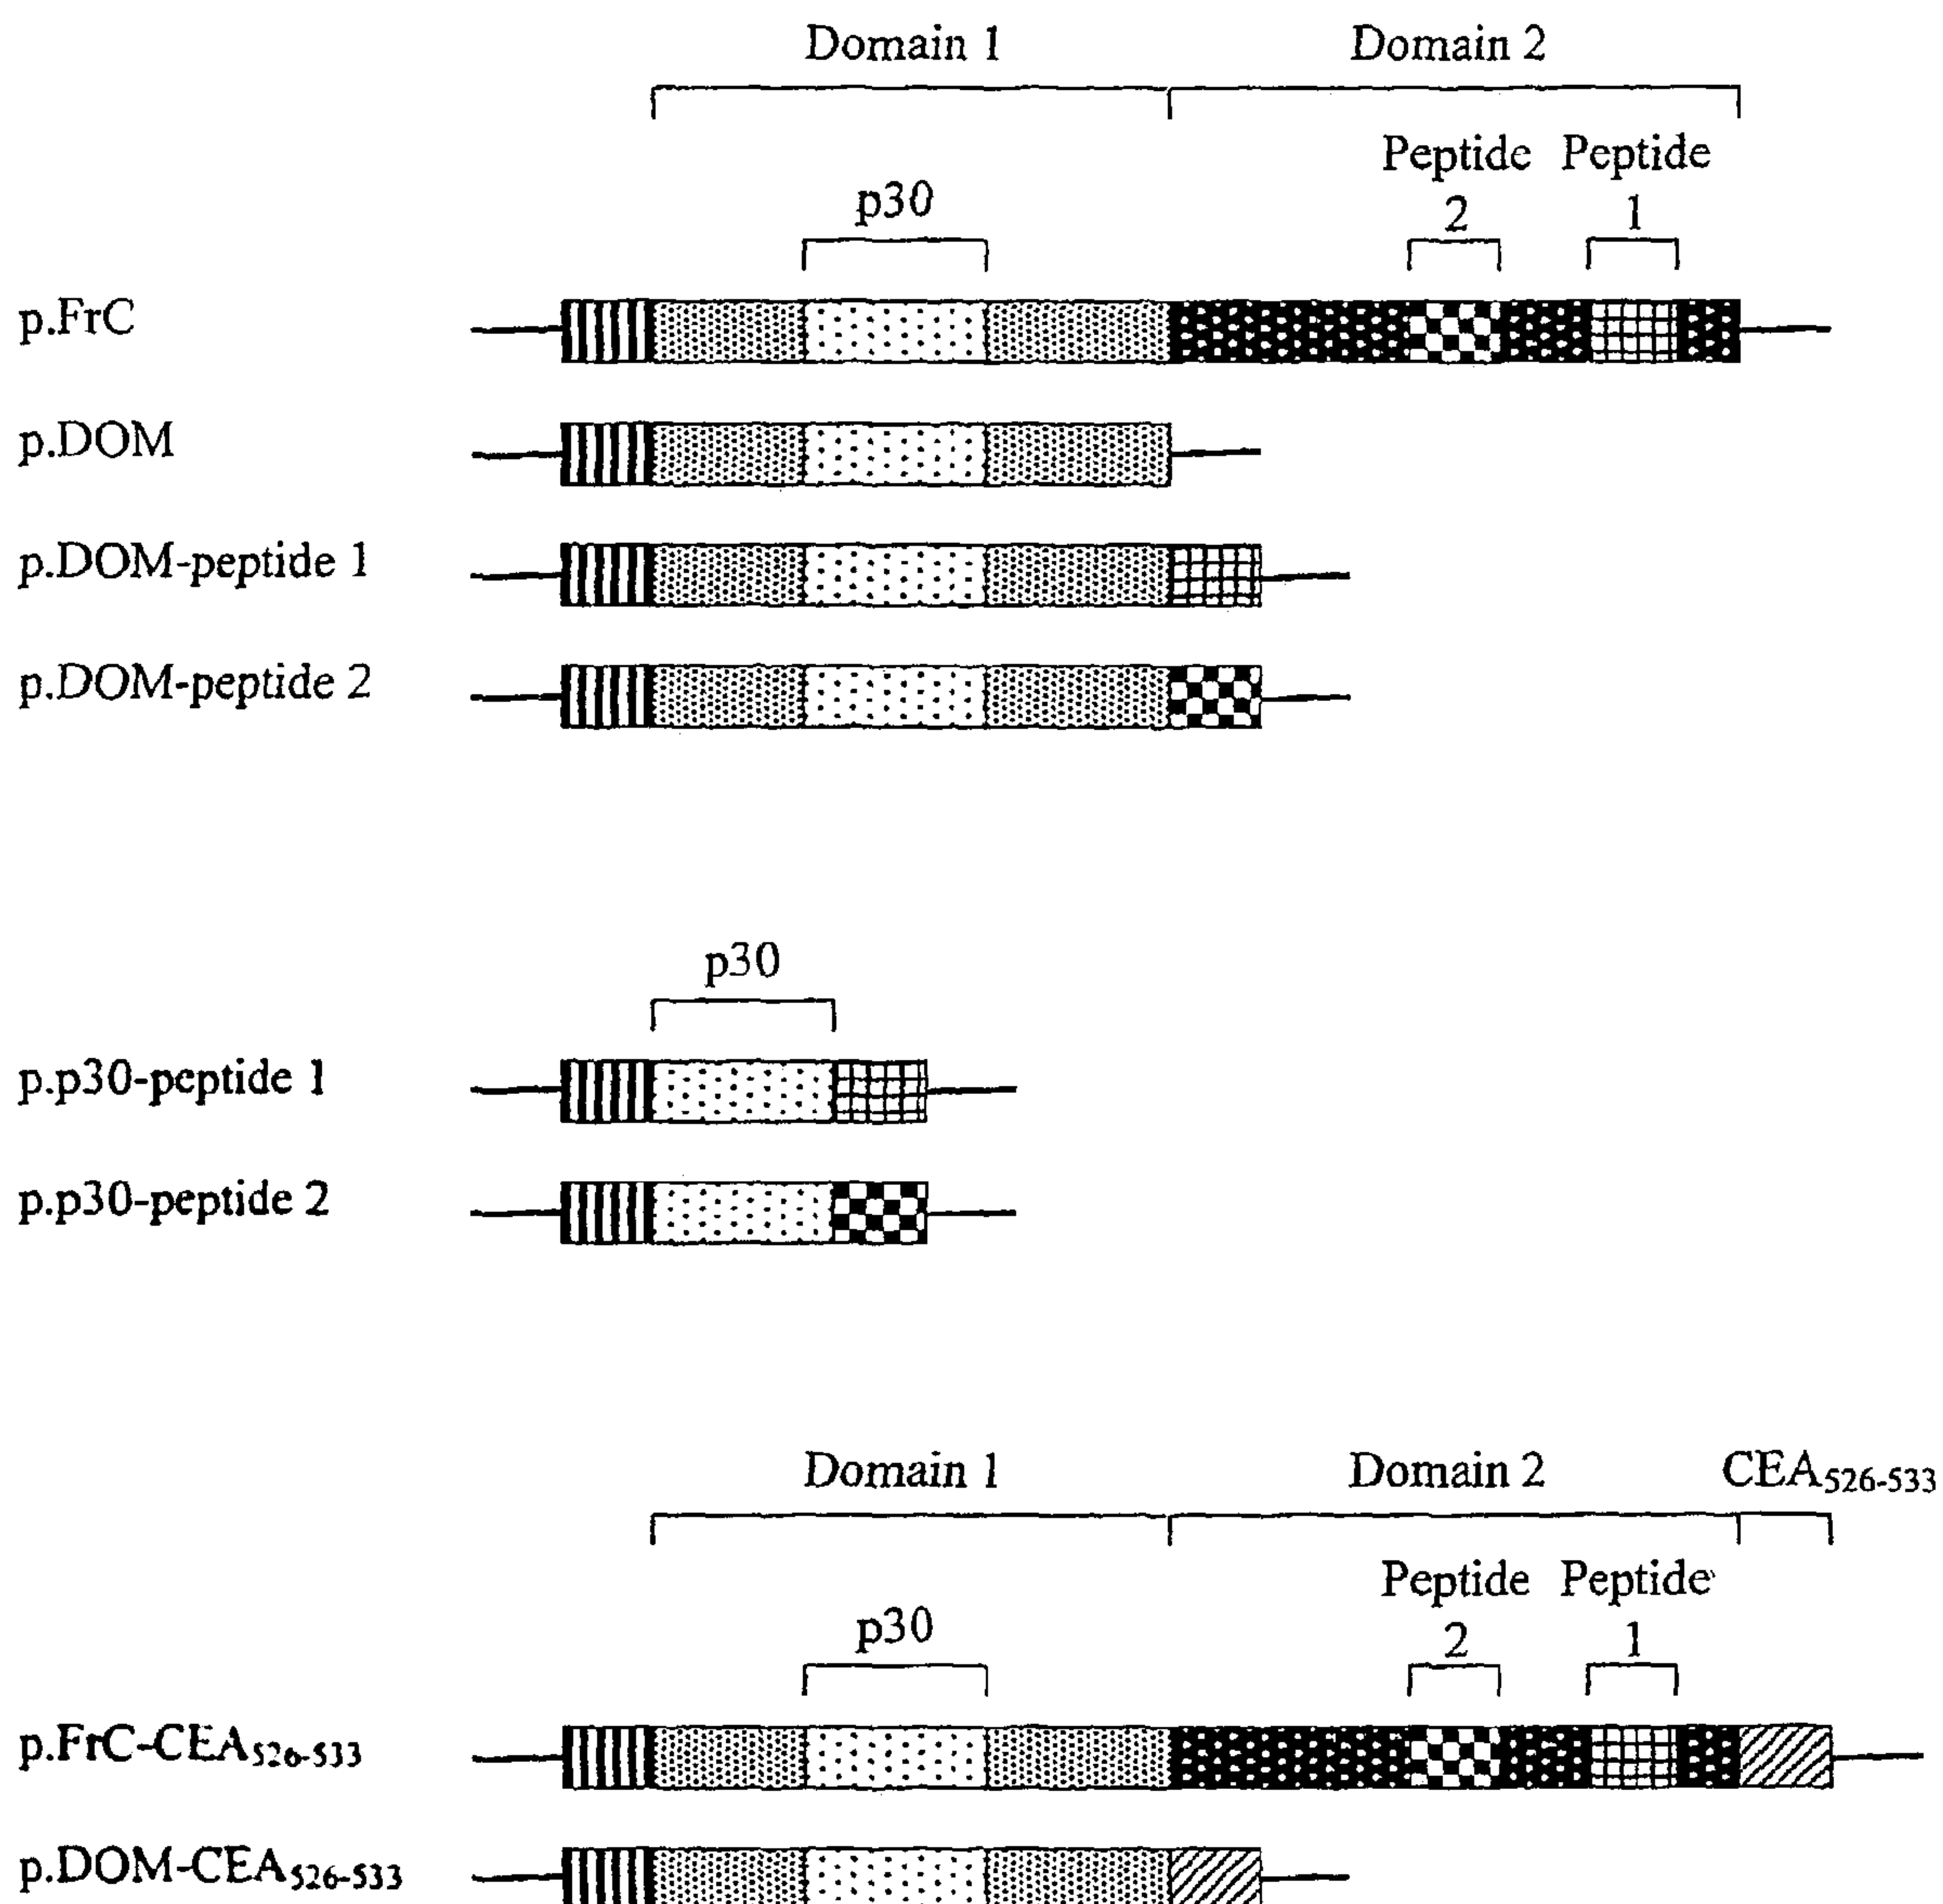 Domain 1 Domain 2
Peptide Peptide
p30 2 1
p.FrC
p.DOM
p.DOM-peptide 1
p.DOM-peptide 2
p30
p.p30-peptide 1
p.p30-peptide 2
Domain 1 Domain 2 CEA526-533
Peptide Peptide
p30 2 1
p.FrC-CEA526-533
p.DOM-CEA526-533